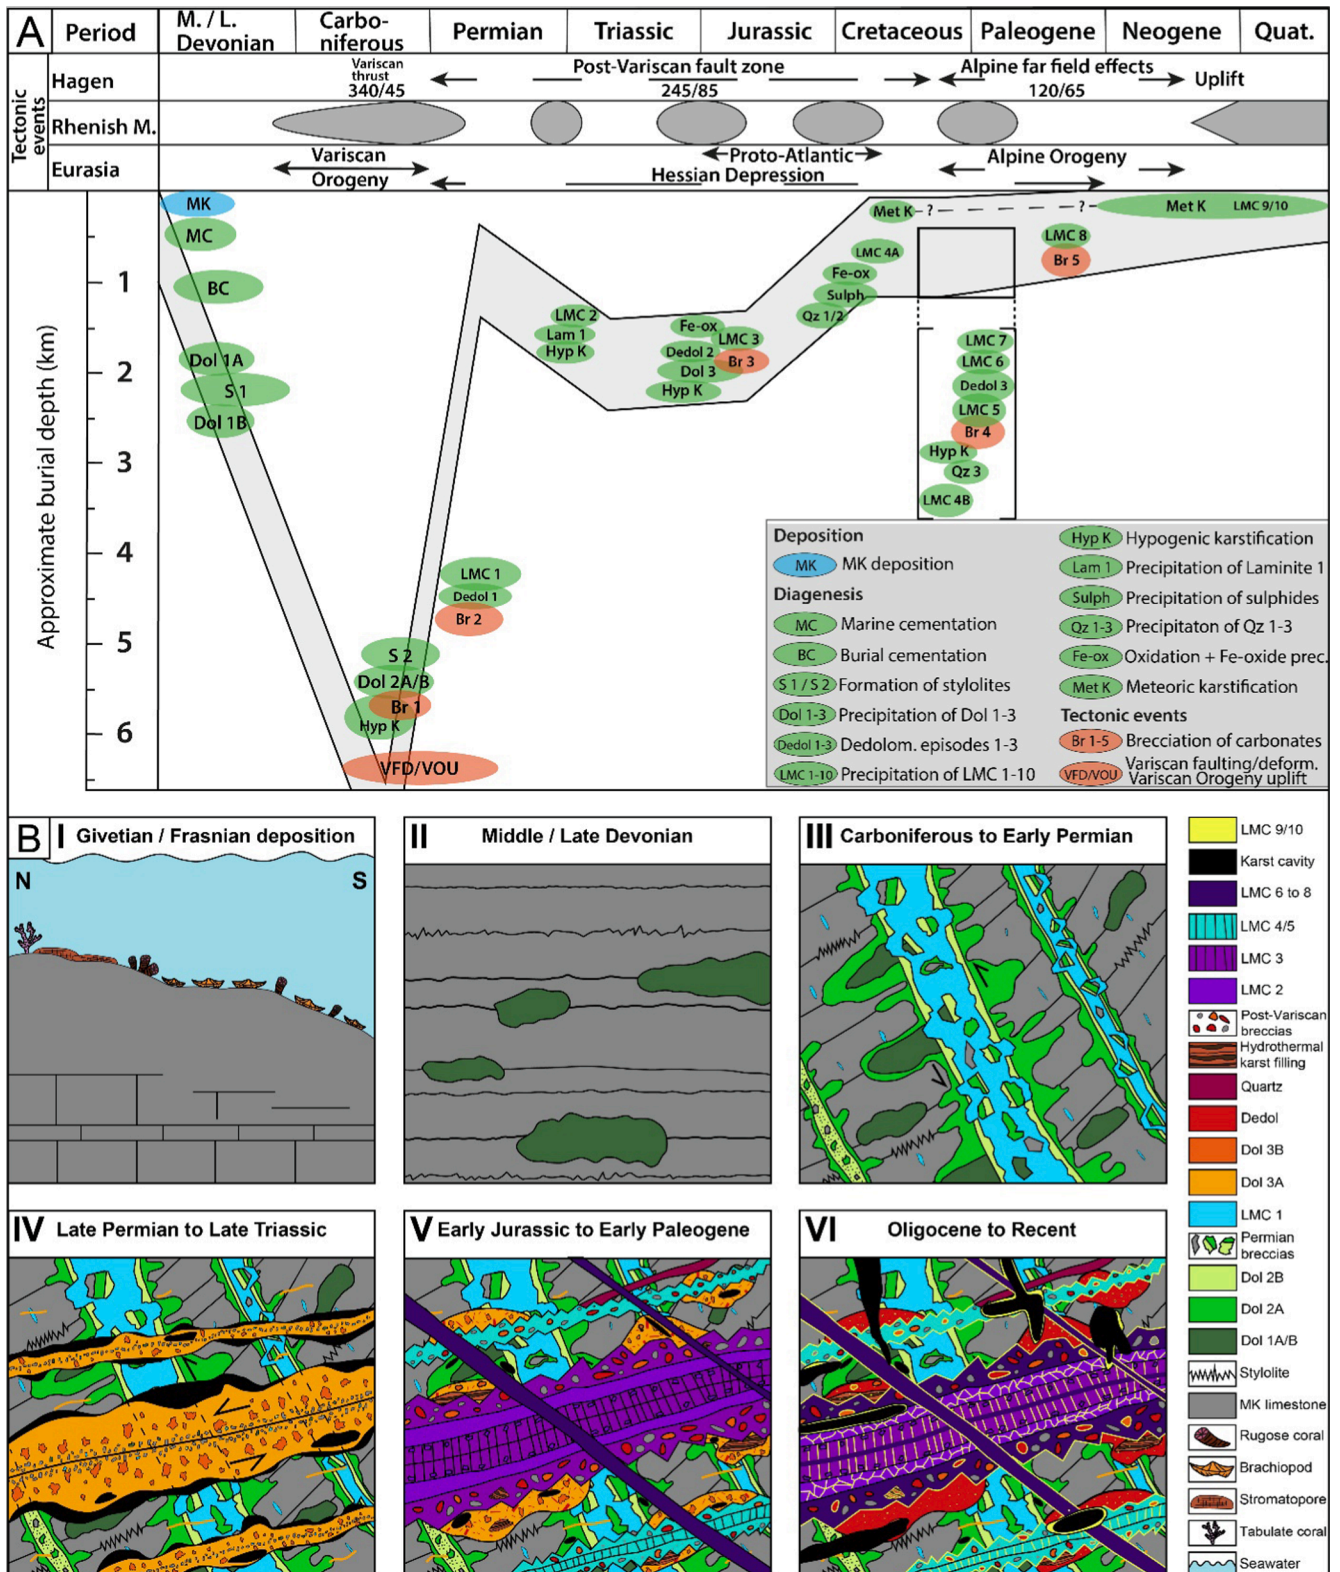 A
Period
M. / L. Devonian
Carbo-niferous
Permian
Triassic
Jurassic
Cretaceous
Paleogene
Neogene
Quat.
Tectonic events
Hagen
Variscan thrust 340/45
Post-Variscan fault zone
245/85
Alpine far field effects
120/65
Uplift
Rhenish M.
Eurasia
Variscan Orogeny
Proto-Atlantic
Hessian Depression
Alpine Orogeny
Approximate burial depth (km)
1
2
3
4
5
6
MK
MC
BC
Dol 1A
S 1
Dol 1B
S 2
Dol 2A/B
Br 1
Hyp K
VFD/VOU
LMC 1
Dedol 1
Br 2
LMC 2
Lam 1
Hyp K
Fe-ox
LMC 3
Dedol 2
Br 3
Dol 3
Hyp K
Met K
?
?
LMC 4A
Fe-ox
Sulph
Qz 1/2
LMC 7
LMC 6
Dedol 3
LMC 5
Br 4
Hyp K
Qz 3
LMC 4B
LMC 8
Br 5
Met K
LMC 9/10
Deposition
MK MK deposition
Diagenesis
MC Marine cementation
BC Burial cementation
S 1 / S 2 Formation of stylolites
Dol 1-3 Precipitation of Dol 1-3
Dedol 1-3 Dedolom. episodes 1-3
LMC 1-10 Precipitation of LMC 1-10
Hyp K Hypogenic karstification
Lam 1 Precipitation of Laminite 1
Sulph Precipitation of sulphides
Qz 1-3 Precipitaton of Qz 1-3
Fe-ox Oxidation + Fe-oxide prec.
Met K Meteoric karstification
Tectonic events
Br 1-5 Brecciation of carbonates
VFD/VOU Variscan faulting/deform.
Variscan Orogeny uplift
B
I Givetian / Frasnian deposition
N
S
II Middle / Late Devonian
III Carboniferous to Early Permian
IV Late Permian to Late Triassic
V Early Jurassic to Early Paleogene
VI Oligocene to Recent
LMC 9/10
Karst cavity
LMC 6 to 8
LMC 4/5
LMC 3
LMC 2
Post-Variscan
breccias
Hydrothermal
karst filling
Quartz
Dedol
Dol 3B
Dol 3A
LMC 1
Permian
breccias
Dol 2B
Dol 2A
Dol 1A/B
Stylolite
MK limestone
Rugose coral
Brachiopod
Stromatopore
Tabulate coral
Seawater